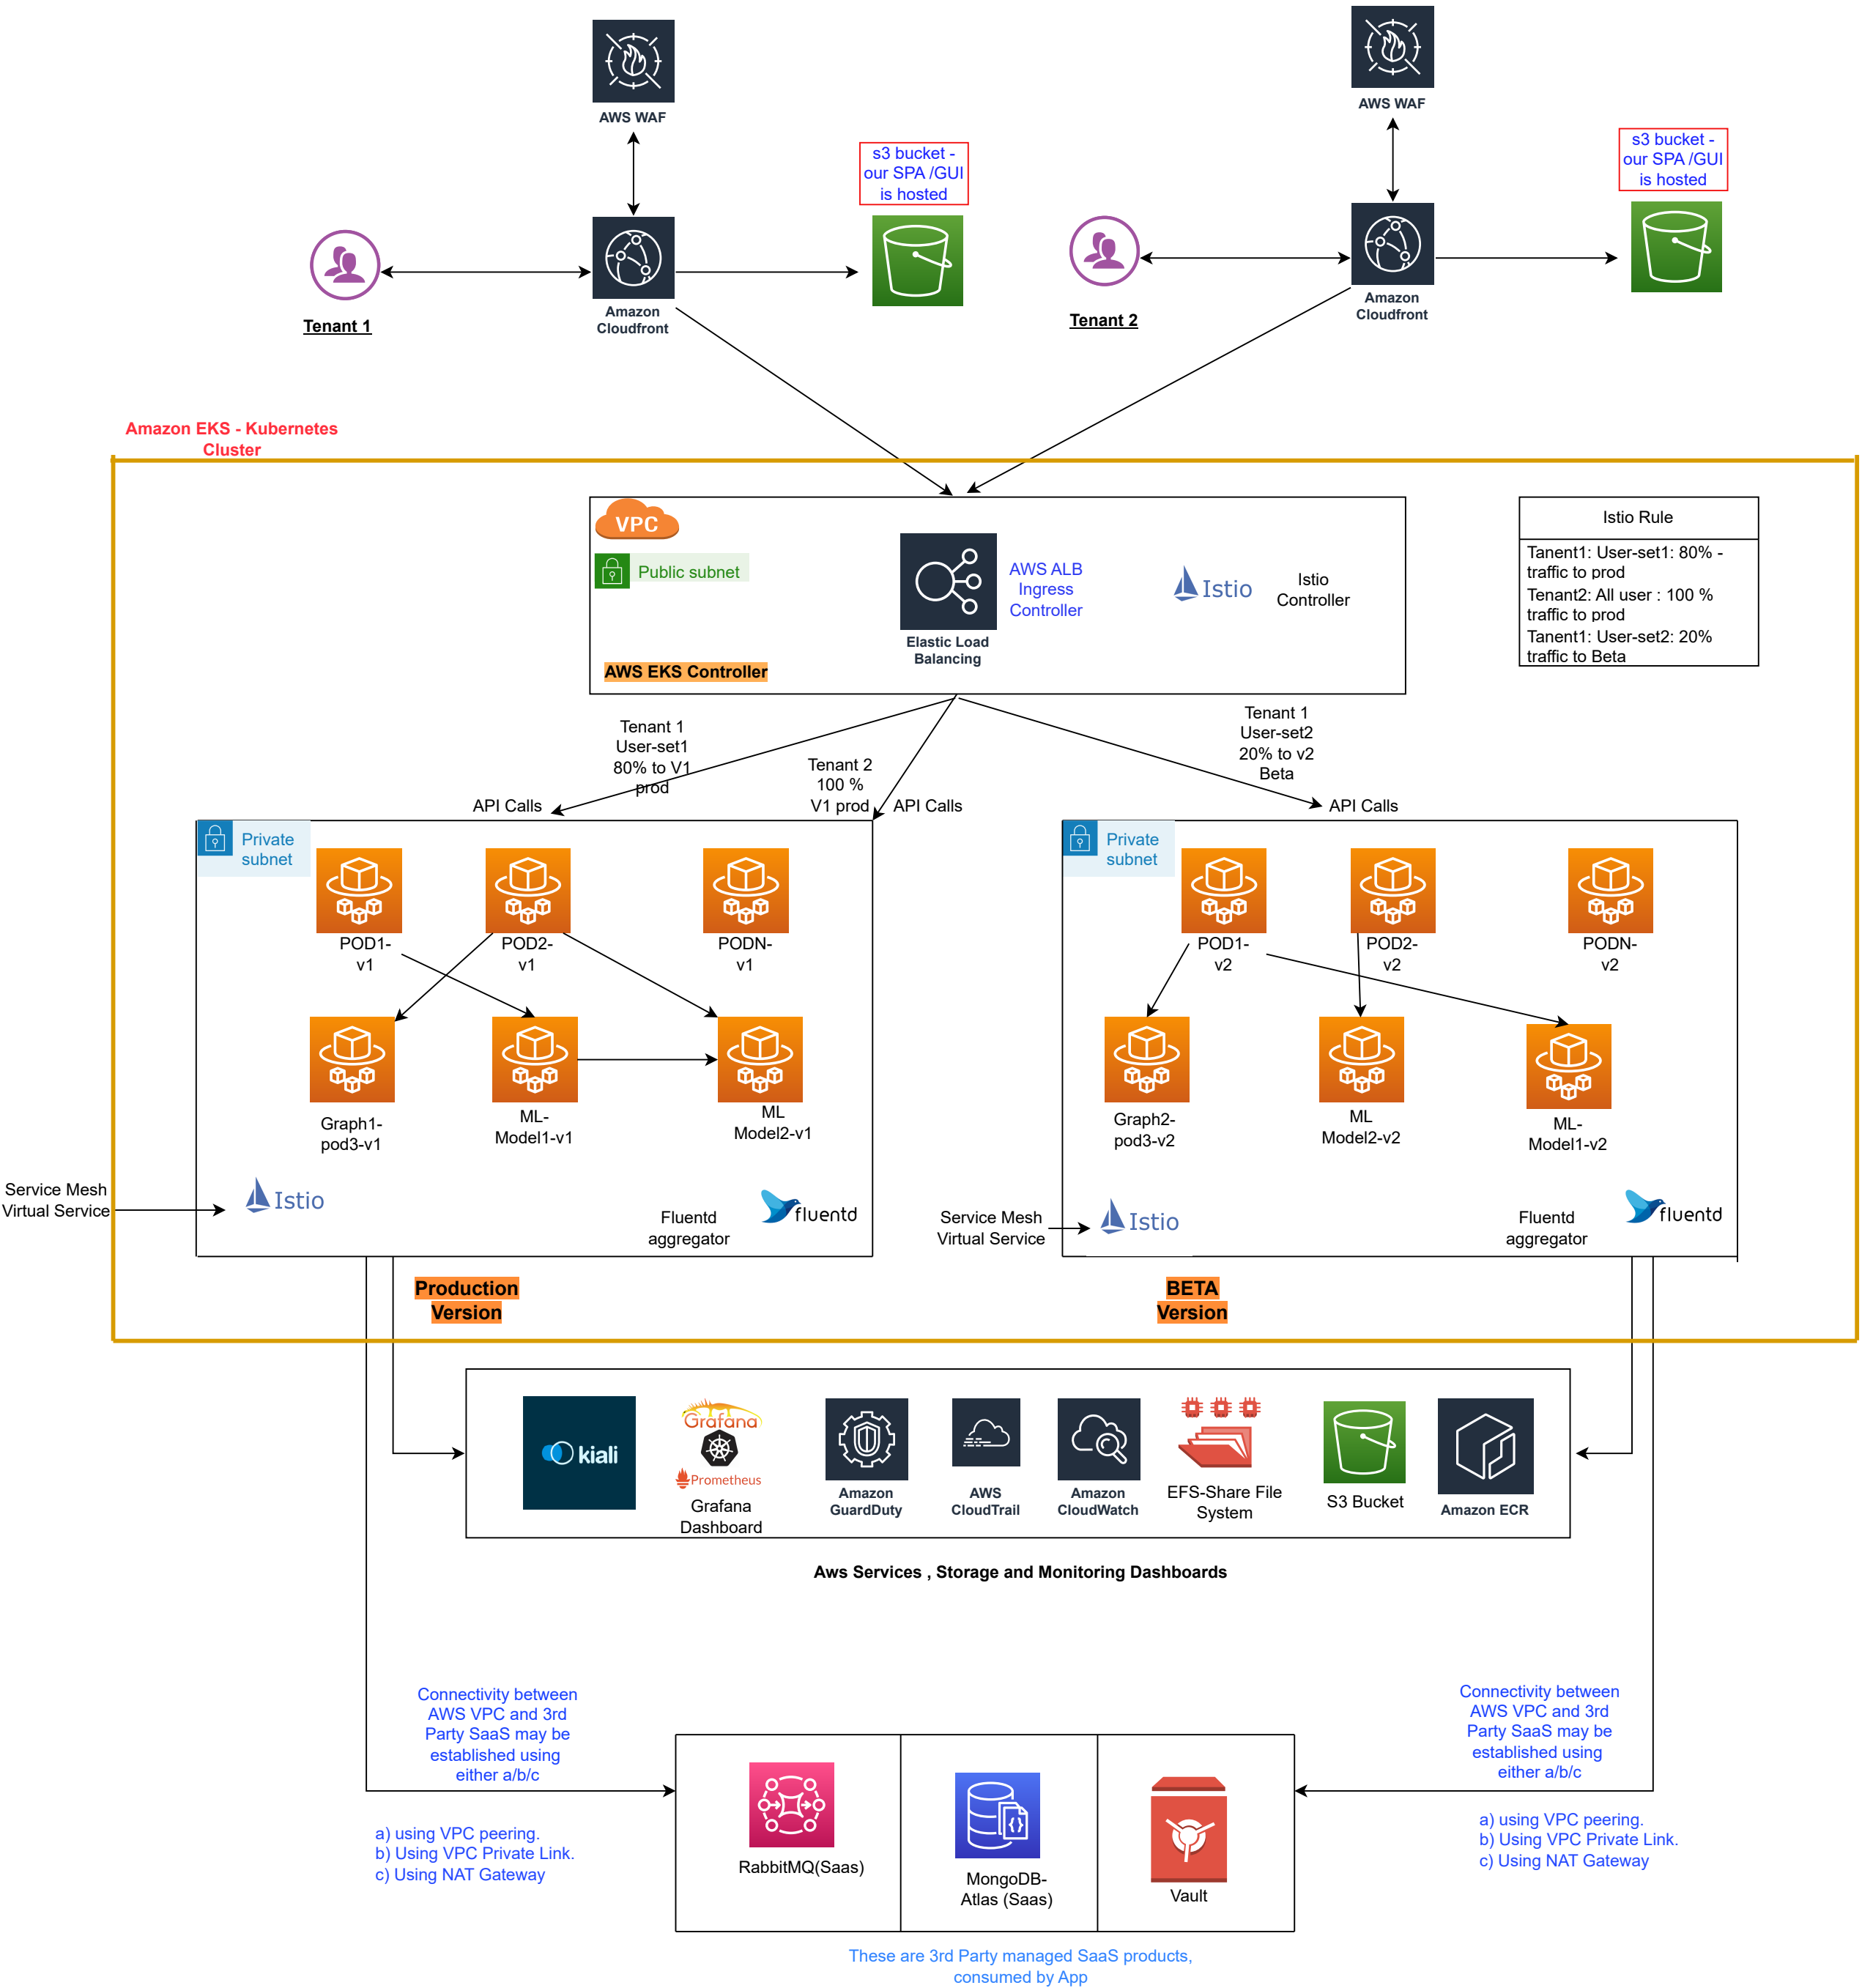 AWS WAF
AWS WAF
s3 bucket -
our SPA /GUI
is hosted
s3 bucket -
our SPA /GUI
is hosted
Amazon
Cloudfront
Amazon
Cloudfront
Tenant 1
Tenant 2
Amazon EKS - Kubernetes
Cluster
VPC
Public subnet
AWS ALB
Ingress
Controller
Elastic Load
Balancing
Istio
Istio
Controller
AWS EKS Controller
Istio Rule
Tanent1: User-set1: 80% -
traffic to prod
Tenant2: All user : 100 %
traffic to prod
Tanent1: User-set2: 20%
traffic to Beta
Tenant 1
User-set1
80% to V1
prod
Tenant 2
100 %
V1 prod
Tenant 1
User-set2
20% to v2
Beta
API Calls
API Calls
API Calls
Private
subnet
POD1-
v1
POD2-
v1
PODN-
v1
Graph1-
pod3-v1
ML-
Model1-v1
ML
Model2-v1
Service Mesh
Virtual Service
Istio
Fluentd
aggregator
fluentd
Private
subnet
POD1-
v2
POD2-
v2
PODN-
v2
Graph2-
pod3-v2
ML
Model2-v2
ML-
Model1-v2
Service Mesh
Virtual Service
Istio
Fluentd
aggregator
fluentd
Production
Version
BETA
Version
kiali
Grafana
Prometheus
Grafana
Dashboard
Amazon
GuardDuty
AWS
CloudTrail
Amazon
CloudWatch
EFS-Share File
System
S3 Bucket
Amazon ECR
Aws Services , Storage and Monitoring Dashboards
Connectivity between
AWS VPC and 3rd
Party SaaS may be
established using
either a/b/c
a) using VPC peering.
b) Using VPC Private Link.
c) Using NAT Gateway
Connectivity between
AWS VPC and 3rd
Party SaaS may be
established using
either a/b/c
a) using VPC peering.
b) Using VPC Private Link.
c) Using NAT Gateway
RabbitMQ(Saas)
MongoDB-
Atlas (Saas)
Vault
These are 3rd Party managed SaaS products,
consumed by App